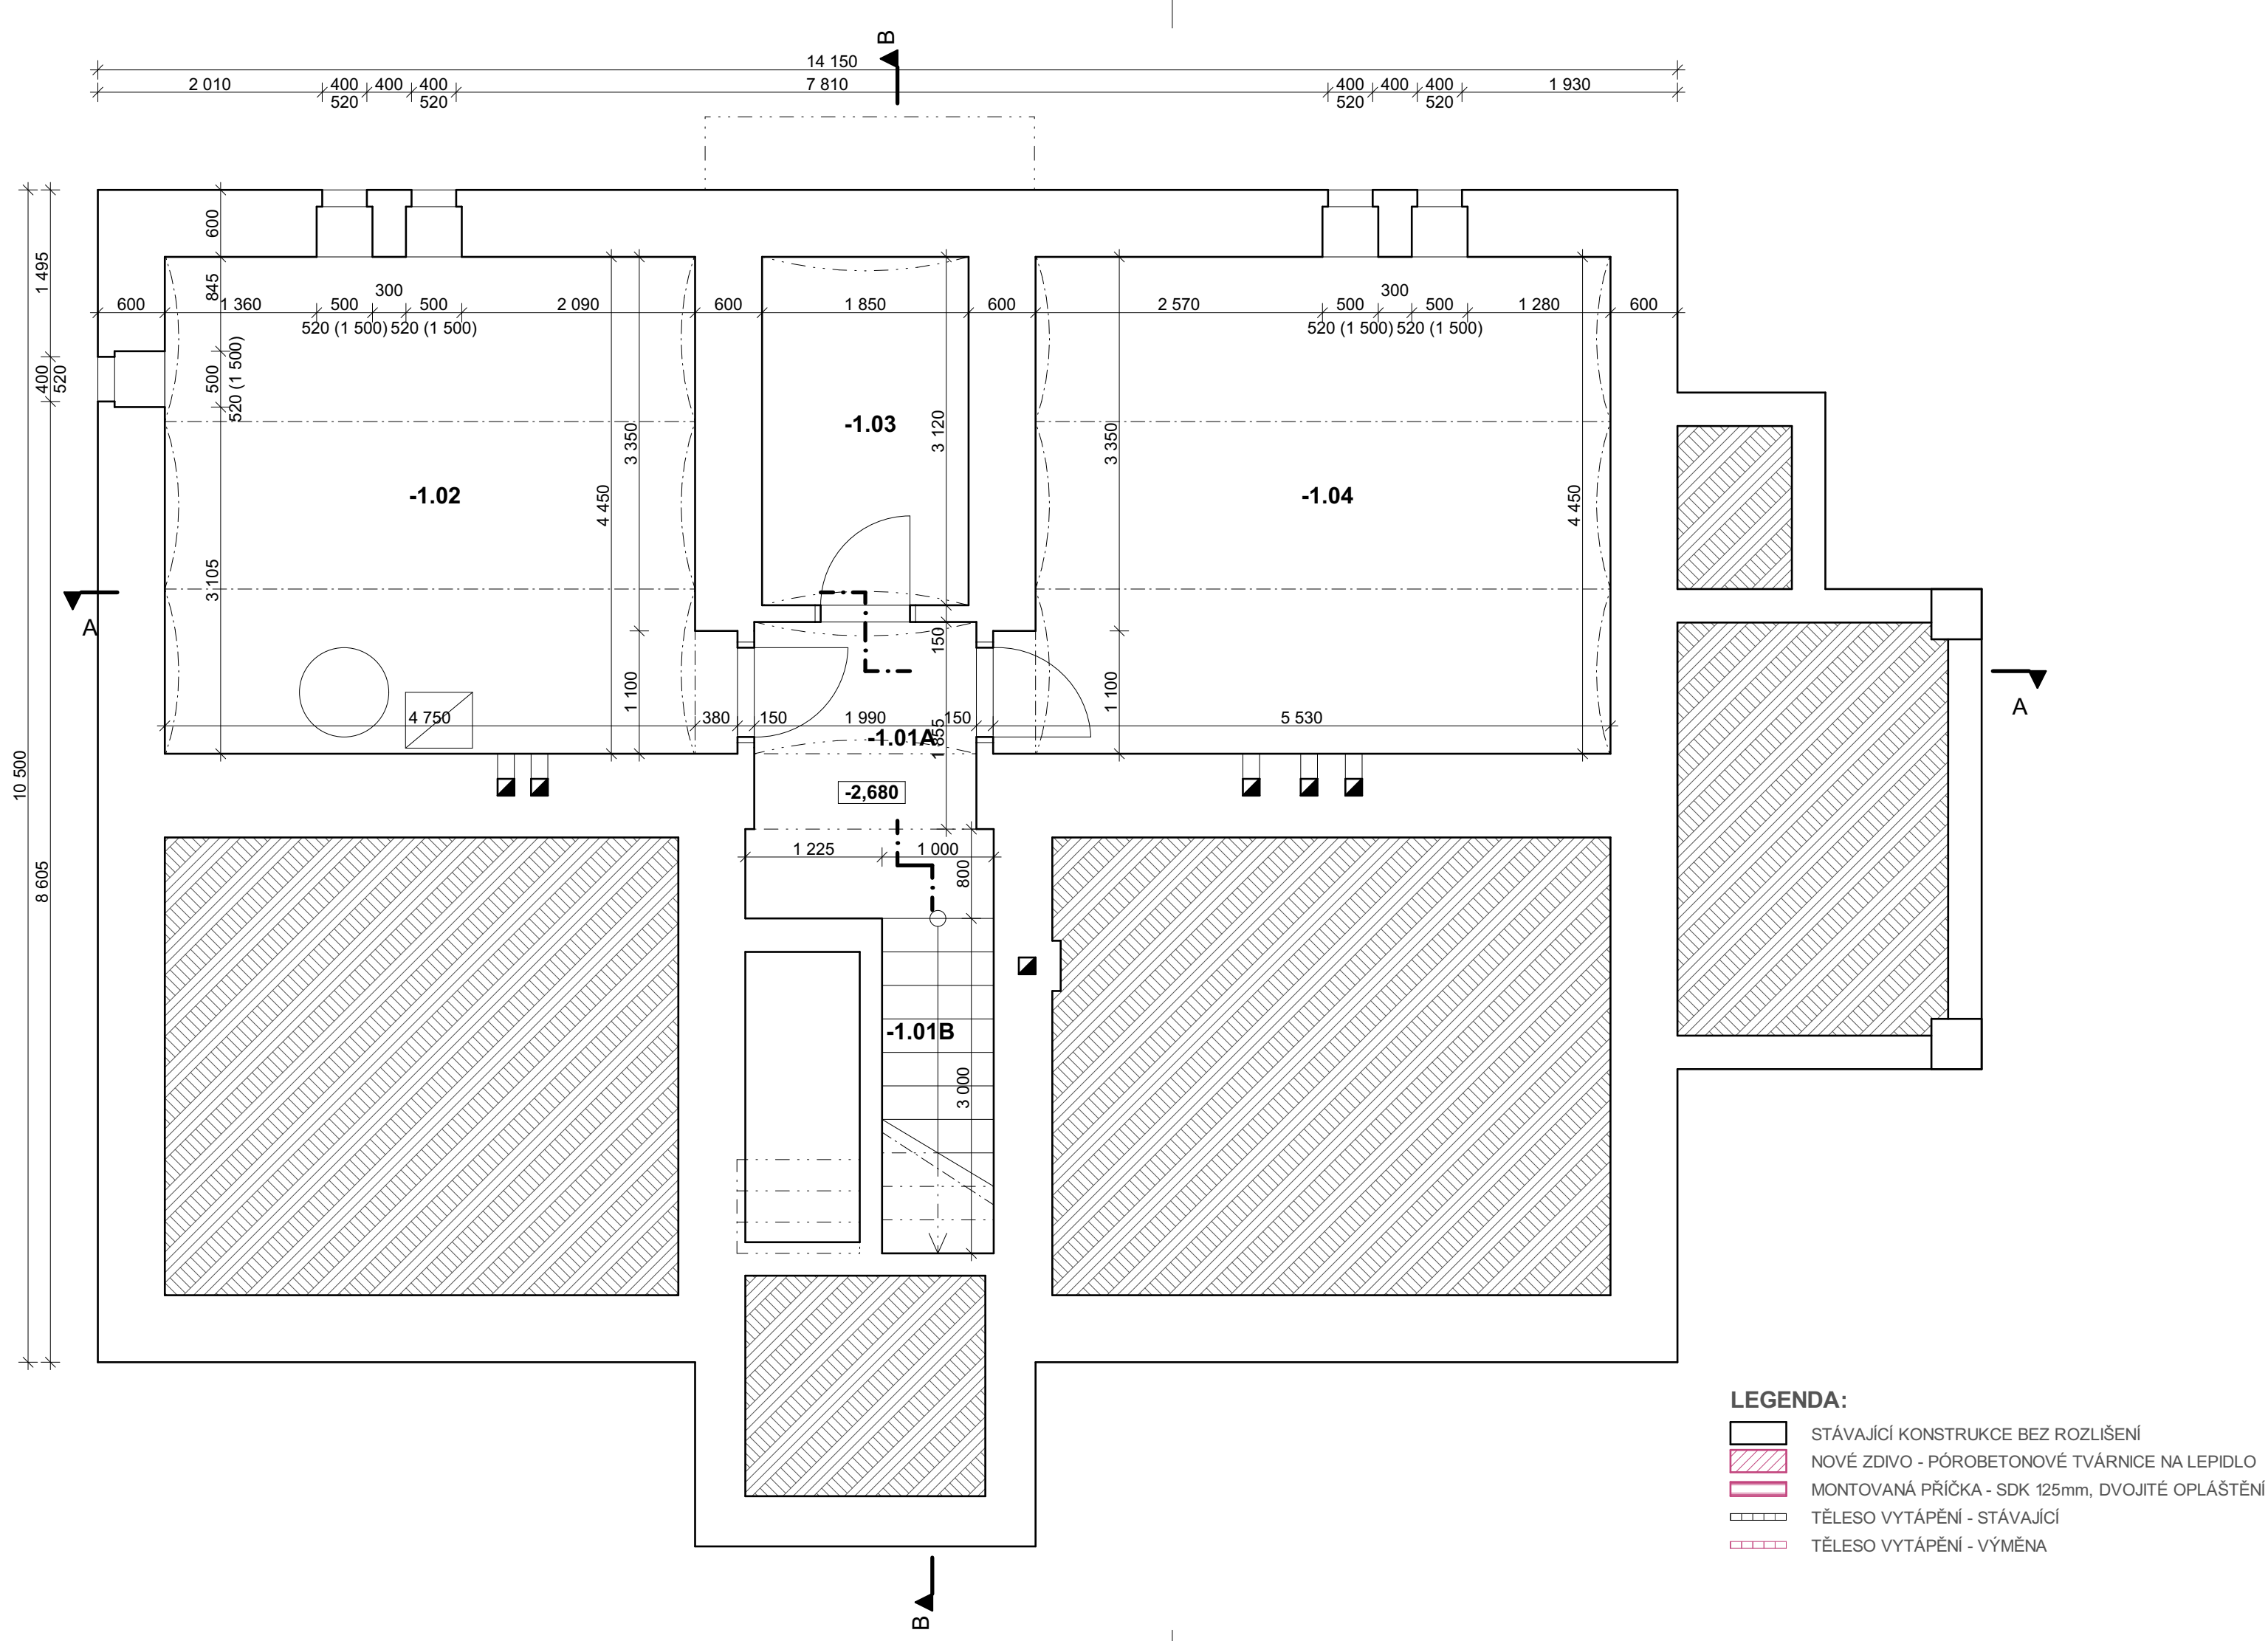 B
14 150
2 010 400 400 400 7 810 400 400 400 1 930
520 520 520 520
600
1 495
845
300 300
600 1 360 500 500 2 090 600 1 850 600 2 570 500 500 1 280 600
520 (1 500) 520 (1 500) 520 (1 500) 520 (1 500)
400
520
500
520 (1 500)
-1.03
3 350
3 120
3 350
-1.02
-1.04
4 450
4 450
3 105
A
150
1 100
1 100
A
4 750 380 150 1 990 150 5 530
-1.01A
1 855
10 500
-2,680
1 225 1 000
800
8 605
-1.01B
3 000
LEGENDA:
STÁVAJÍCÍ KONSTRUKCE BEZ ROZLIŠENÍ
NOVÉ ZDIVO - PÓROBETONOVÉ TVÁRNICE NA LEPIDLO
MONTOVANÁ PŘÍČKA - SDK 125mm, DVOJITÉ OPLÁŠTĚNÍ
TĚLESO VYTÁPĚNÍ - STÁVAJÍCÍ
TĚLESO VYTÁPĚNÍ - VÝMĚNA
B